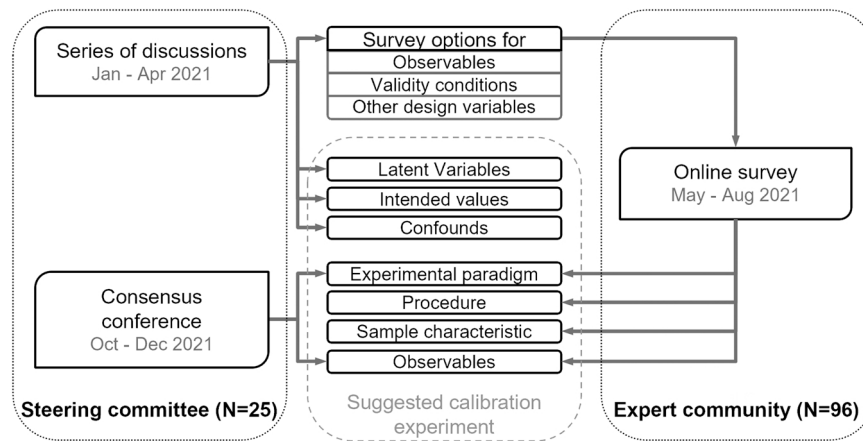 Series of discussions
Jan - Apr 2021
Survey options for
Observables
Validity conditions
Other design variables
Latent Variables
Intended values
Confounds
Online survey
May - Aug 2021
Consensus
conference
Oct - Dec 2021
Experimental paradigm
Procedure
Sample characteristic
Observables
Steering committee (N=25)
Suggested calibration
experiment
Expert community (N=96)